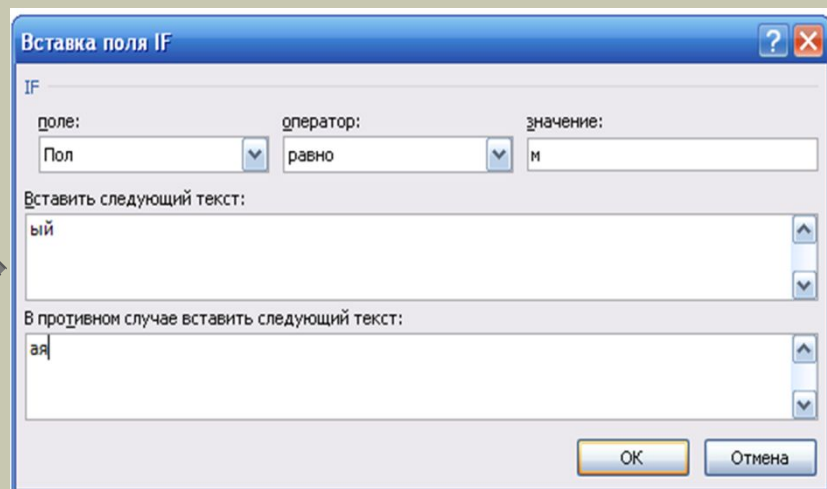 Вставка поля IF
IF
поле: оператор: значение:
Пол равно м
Вставить следующий текст:
ый
В противном случае вставить следующий текст:
ая
ОК Отмена